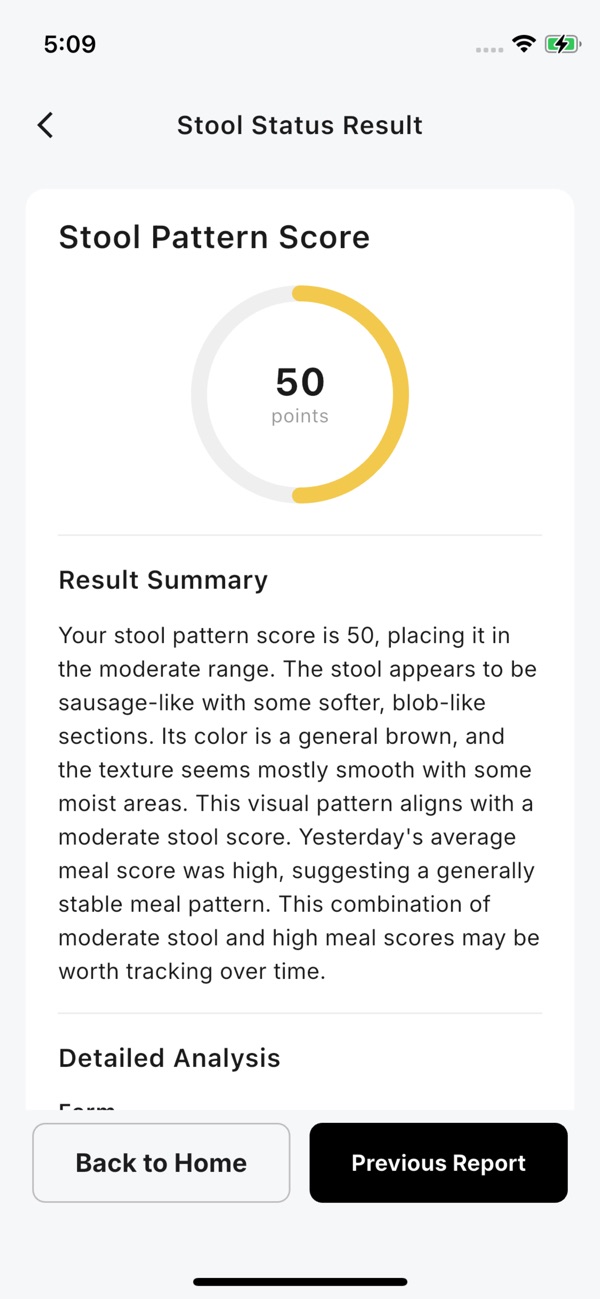 5:09
Stool Status Result
Stool Pattern Score
50
points
Result Summary
Your stool pattern score is 50, placing it in
the moderate range. The stool appears to be
sausage-like with some softer, blob-like
sections. Its color is a general brown, and
the texture seems mostly smooth with some
moist areas. This visual pattern aligns with a
moderate stool score. Yesterday's average
meal score was high, suggesting a generally
stable meal pattern. This combination of
moderate stool and high meal scores may be
worth tracking over time.
Detailed Analysis
Form
Back to Home
Previous Report